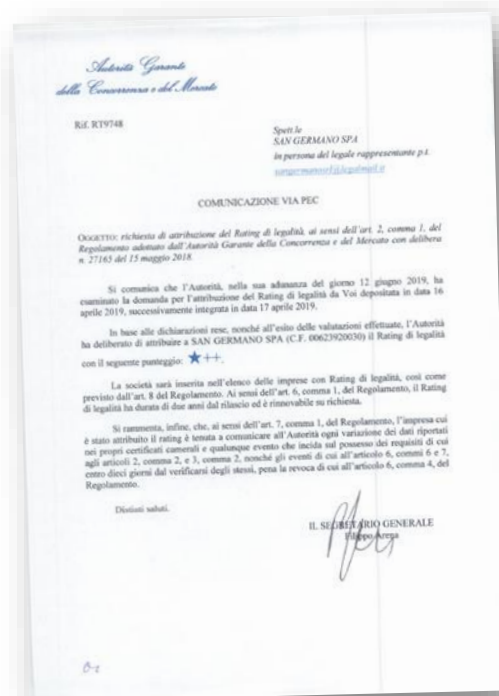 Autorità Garante
della Concorrenza e del Mercato
Rif. RT9748
Spett.le
SAN GERMANO SPA
in persona del legale rappresentante p.t.
COMUNICAZIONE VIA PEC
OGGETTO: richiesta di attribuzione del Rating di legalità, ai sensi dell'art. 2, comma 1, del
Regolamento adottato dall'Autorità Garante della Concorrenza e del Mercato con delibera
n. 27165 del 15 maggio 2018.
Si comunica che l'Autorità, nella sua adunanza del giorno 12 giugno 2019, ha
esaminato la domanda per l'attribuzione del Rating di legalità da Voi depositata in data 16
aprile 2019, successivamente integrata in data 17 aprile 2019.
In base alle dichiarazioni rese, nonché all'esito delle valutazioni effettuate, l'Autorità
ha deliberato di attribuire a SAN GERMANO SPA (C.F. 00623920030) il Rating di legalità
con il seguente punteggio: ★++.
La società sarà inserita nell'elenco delle imprese con Rating di legalità, così come
previsto dall'art. 8 del Regolamento. Ai sensi dell'art. 6, comma 1, del Regolamento, il Rating
di legalità ha durata di due anni dal rilascio ed è rinnovabile su richiesta.
Si rammenta, infine, che, ai sensi dell'art. 7, comma 1, del Regolamento, l'impresa cui
è stato attribuito il rating è tenuta a comunicare all'Autorità ogni variazione dei dati riportati
nei propri certificati camerali e qualunque evento che incida sul possesso dei requisiti di cui
agli articoli 2, comma 2, e 3, comma 2, nonché gli eventi di cui all'articolo 6, commi 6 e 7,
entro dieci giorni dal verificarsi degli stessi, pena la revoca di cui all'articolo 6, comma 4, del
Regolamento.
Distinti saluti.
IL SEGRETARIO GENERALE
Filippo Arena